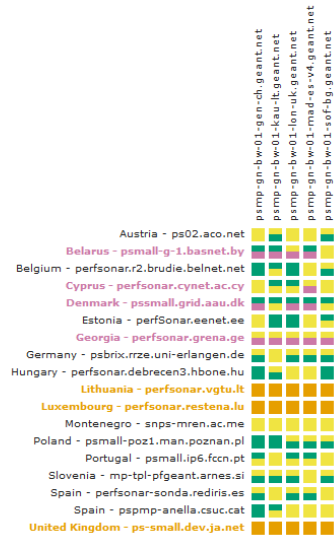 psmp-gn-bw-01-gen-ch.geant.net
psmp-gn-bw-01-kau-lt.geant.net
psmp-gn-bw-01-lon-uk.geant.net
psmp-gn-bw-01-mad-es-v4.geant.net
psmp-gn-bw-01-sof-bg.geant.net
Austria - ps02.aco.net
Belarus - psmall-g-1.basnet.by
Belgium - perfsonar.r2.brudie.belnet.net
Cyprus - perfsonar.cynet.ac.cy
Denmark - pssmall.grid.aau.dk
Estonia - perfSonar.eenet.ee
Georgia - perfsonar.grena.ge
Germany - psbrix.rrze.uni-erlangen.de
Hungary - perfsonar.debrecen3.hbone.hu
Lithuania - perfsonar.vgtu.lt
Luxembourg - perfsonar.restena.lu
Montenegro - snps-mren.ac.me
Poland - psmall-poz1.man.poznan.pl
Portugal - psmall.ip6.fccn.pt
Slovenia - mp-tpl-pfgeant.arnes.si
Spain - perfsonar-sonda.rediris.es
Spain - pspmp-anella.csuc.cat
United Kingdom - ps-small.dev.ja.net